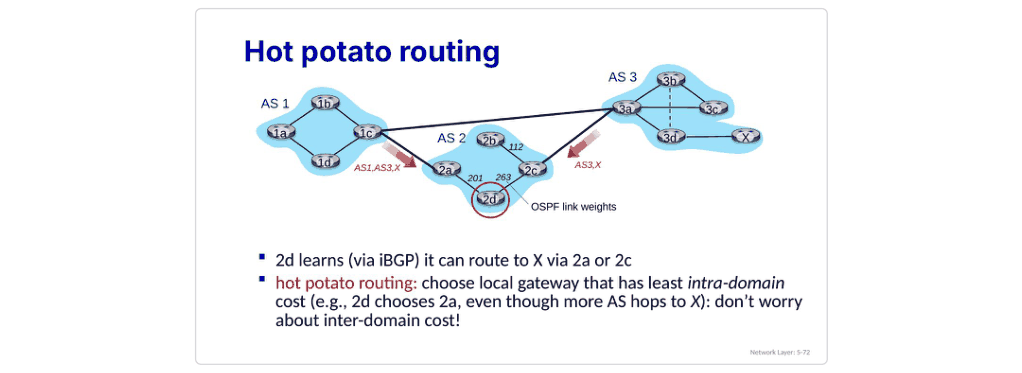 Hot potato routing
AS 3
3b
AS 1
1b
3a
3c
1a
1c
AS 2
2b
3d
X
112
1d
AS1,AS3,X
AS3,X
2a
201
263
2c
2d
OSPF link weights
2d learns (via iBGP) it can route to X via 2a or 2c
hot potato routing: choose local gateway that has least intra-domain
cost (e.g., 2d chooses 2a, even though more AS hops to X): don’t worry
about inter-domain cost!
Network Layer: 5-72